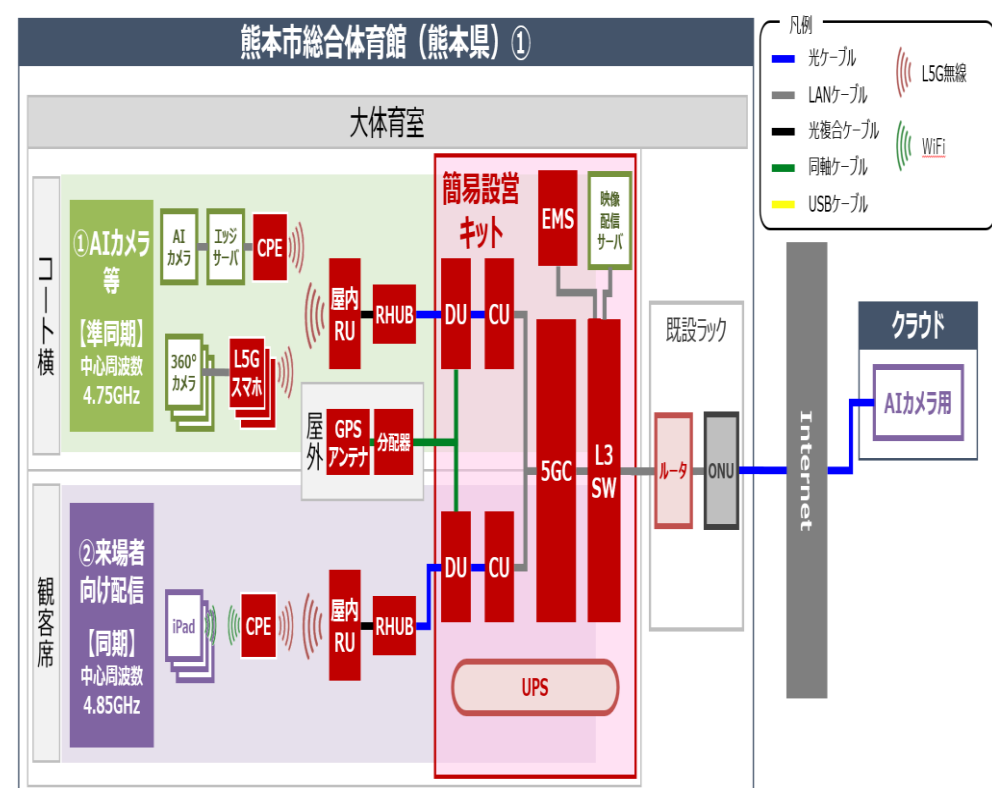 熊本市総合体育館（熊本県）①
凡例
光ケーブル
LANケーブル
光複合ケーブル
同軸ケーブル
USBケーブル
L5G無線
WiFi
大体育室
コート横
①AIカメラ
等
【準同期】
中心周波数
4.75GHz
AI
カメラ
エッジ
サーバ
CPE
360°
カメラ
L5G
スマホ
屋内
RU
RHUB
簡易設営
キット
DU
CU
EMS
映像
配信
サーバ
屋外
GPS
アンテナ
分配器
5GC
L3
SW
既設ラック
ルータ
ONU
Internet
クラウド
AIカメラ用
観客席
②来場者
向け配信
【同期】
中心周波数
4.85GHz
iPad
CPE
屋内
RU
RHUB
DU
CU
UPS